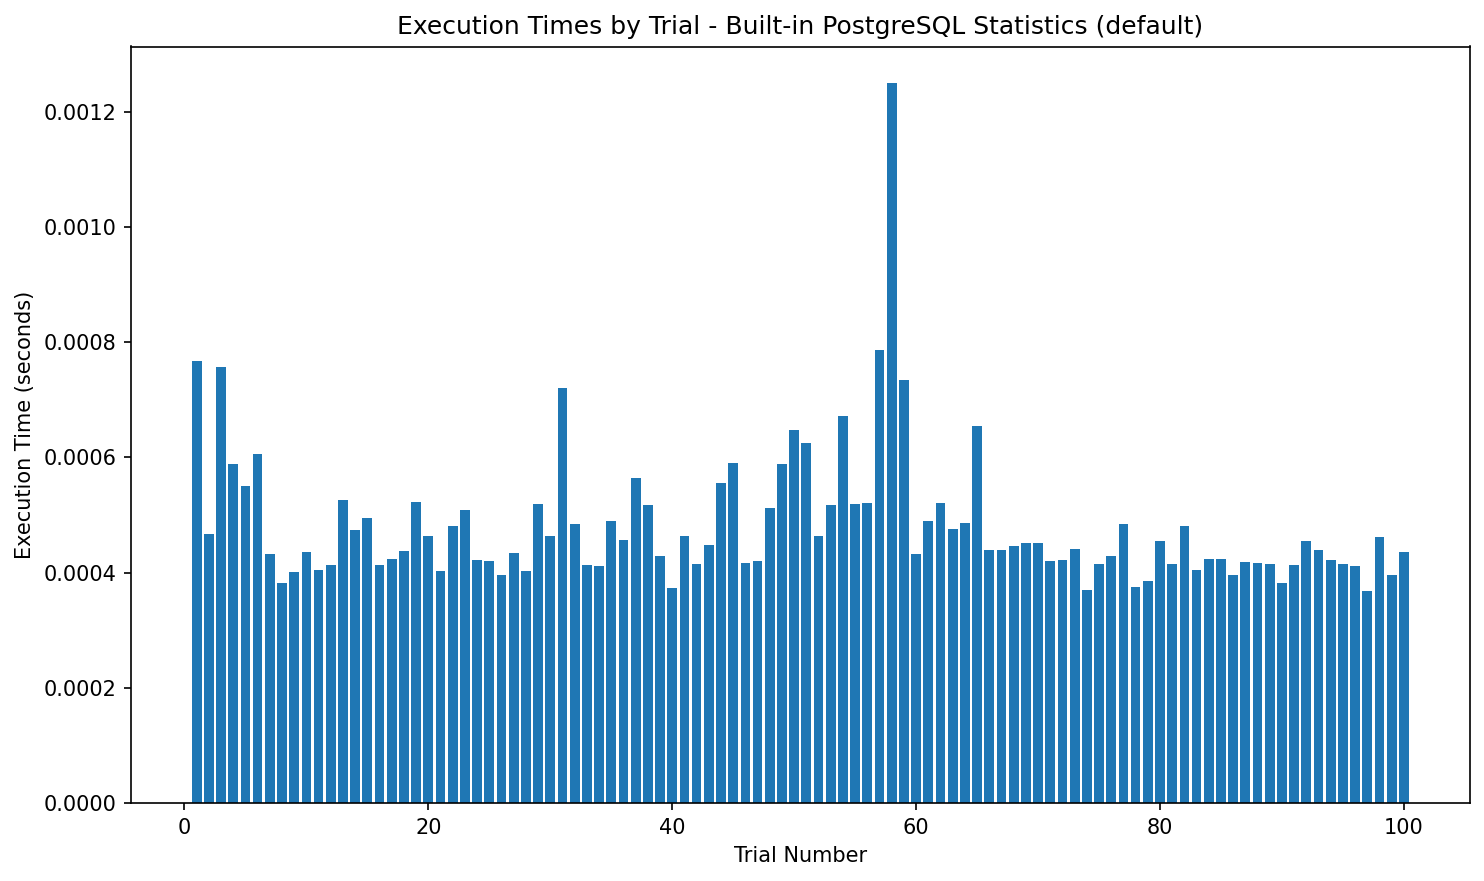 Execution Times by Trial - Built-in PostgreSQL Statistics (default)
Execution Time (seconds)
0.0012
0.0010
0.0008
0.0006
0.0004
0.0002
0.0000
0 20 40 60 80 100
Trial Number